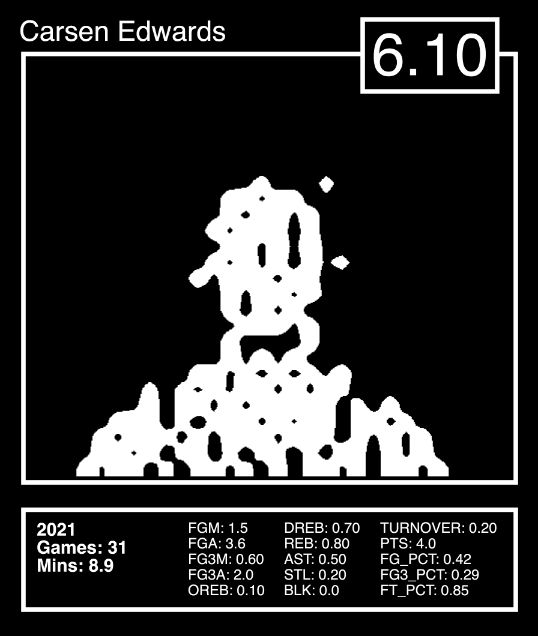 Carsen Edwards
6.10
2021
Games: 31
Mins: 8.9
FGM: 1.5
FGA: 3.6
FG3M: 0.60
FG3A: 2.0
OREB: 0.10
DREB: 0.70
REB: 0.80
AST: 0.50
STL: 0.20
BLK: 0.0
TURNOVER: 0.20
PTS: 4.0
FG_PCT: 0.42
FG3_PCT: 0.29
FT_PCT: 0.85